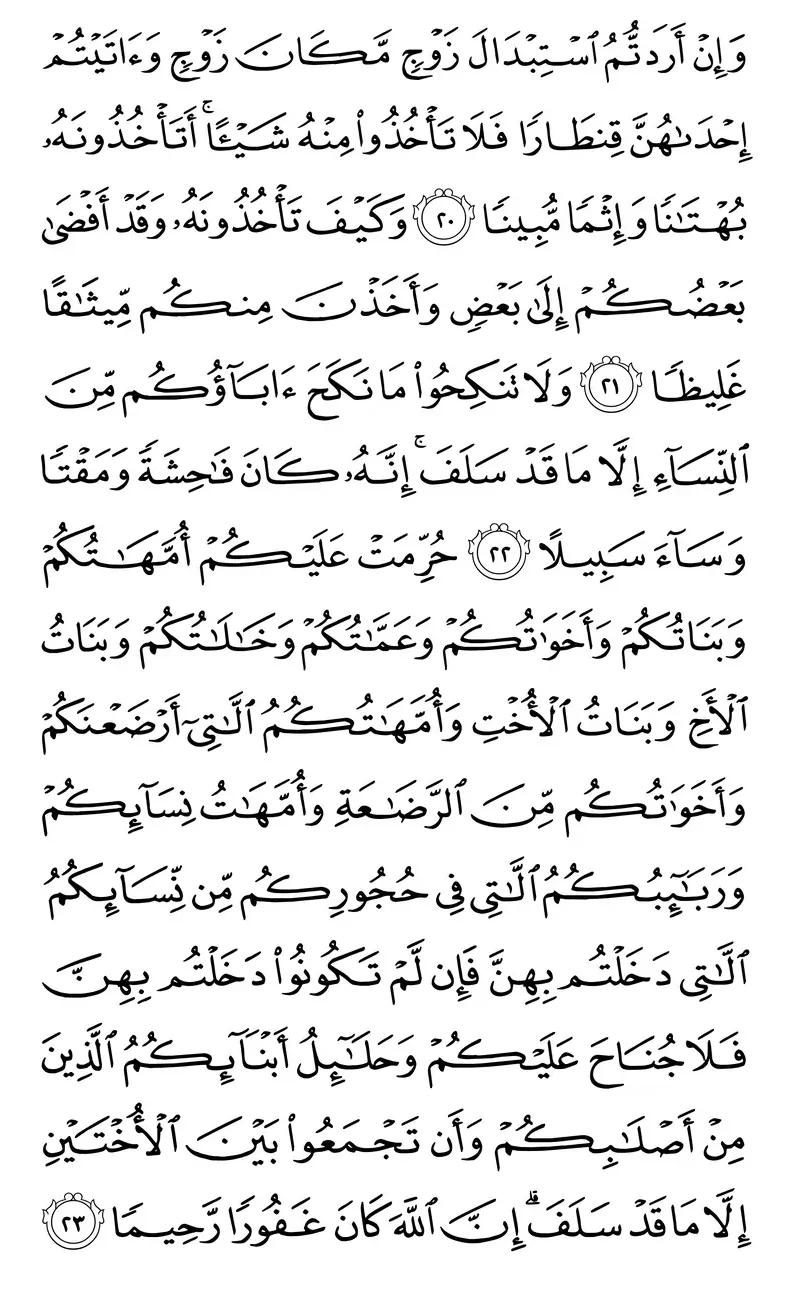 وَإِنْ أَرَدتُّمُ ٱسْتِبْدَالَ زَوْجٍ مَّكَانَ زَوْجٍ وَءَاتَيْتُمْ
إِحْدَىٰهُنَّ قِنطَارًا فَلَا تَأْخُذُوا۟ مِنْهُ شَيْـًٔا ۚ أَتَأْخُذُونَهُۥ
بُهْتَـٰنًا وَإِثْمًا مُّبِينًا ٢٠ وَكَيْفَ تَأْخُذُونَهُۥ وَقَدْ أَفْضَىٰ
بَعْضُكُمْ إِلَىٰ بَعْضٍ وَأَخَذْنَ مِنكُم مِّيثَـٰقًا
غَلِيظًا ٢١ وَلَا تَنكِحُوا۟ مَا نَكَحَ ءَابَآؤُكُم مِّنَ
ٱلنِّسَآءِ إِلَّا مَا قَدْ سَلَفَ ۚ إِنَّهُۥ كَانَ فَـٰحِشَةً وَمَقْتًا
وَسَآءَ سَبِيلًا ٢٢ حُرِّمَتْ عَلَيْكُمْ أُمَّهَـٰتُكُمْ
وَبَنَاتُكُمْ وَأَخَوَٰتُكُمْ وَعَمَّـٰتُكُمْ وَخَـٰلَـٰتُكُمْ وَبَنَاتُ
ٱلْأَخِ وَبَنَاتُ ٱلْأُخْتِ وَأُمَّهَـٰتُكُمُ ٱلَّـٰتِىٓ أَرْضَعْنَكُمْ
وَأَخَوَٰتُكُم مِّنَ ٱلرَّضَـٰعَةِ وَأُمَّهَـٰتُ نِسَآئِكُمْ
وَرَبَـٰٓئِبُكُمُ ٱلَّـٰتِى فِى حُجُورِكُم مِّن نِّسَآئِكُمُ
ٱلَّـٰتِى دَخَلْتُم بِهِنَّ فَإِن لَّمْ تَكُونُوا۟ دَخَلْتُم بِهِنَّ
فَلَا جُنَاحَ عَلَيْكُمْ وَحَلَـٰٓئِلُ أَبْنَآئِكُمُ ٱلَّذِينَ
مِنْ أَصْلَـٰبِكُمْ وَأَن تَجْمَعُوا۟ بَيْنَ ٱلْأُخْتَيْنِ
إِلَّا مَا قَدْ سَلَفَ ۗ إِنَّ ٱللَّهَ كَانَ غَفُورًا رَّحِيمًا ٢٣